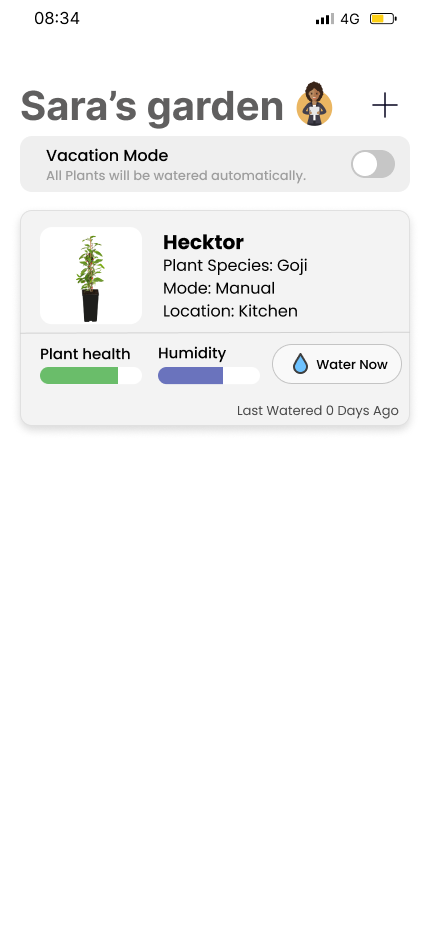 08:34 4G
Sara's garden
Vacation Mode
All Plants will be watered automatically.
Hecktor
Plant Species: Goji
Mode: Manual
Location: Kitchen
Plant health Humidity Water Now
Last Watered 0 Days Ago